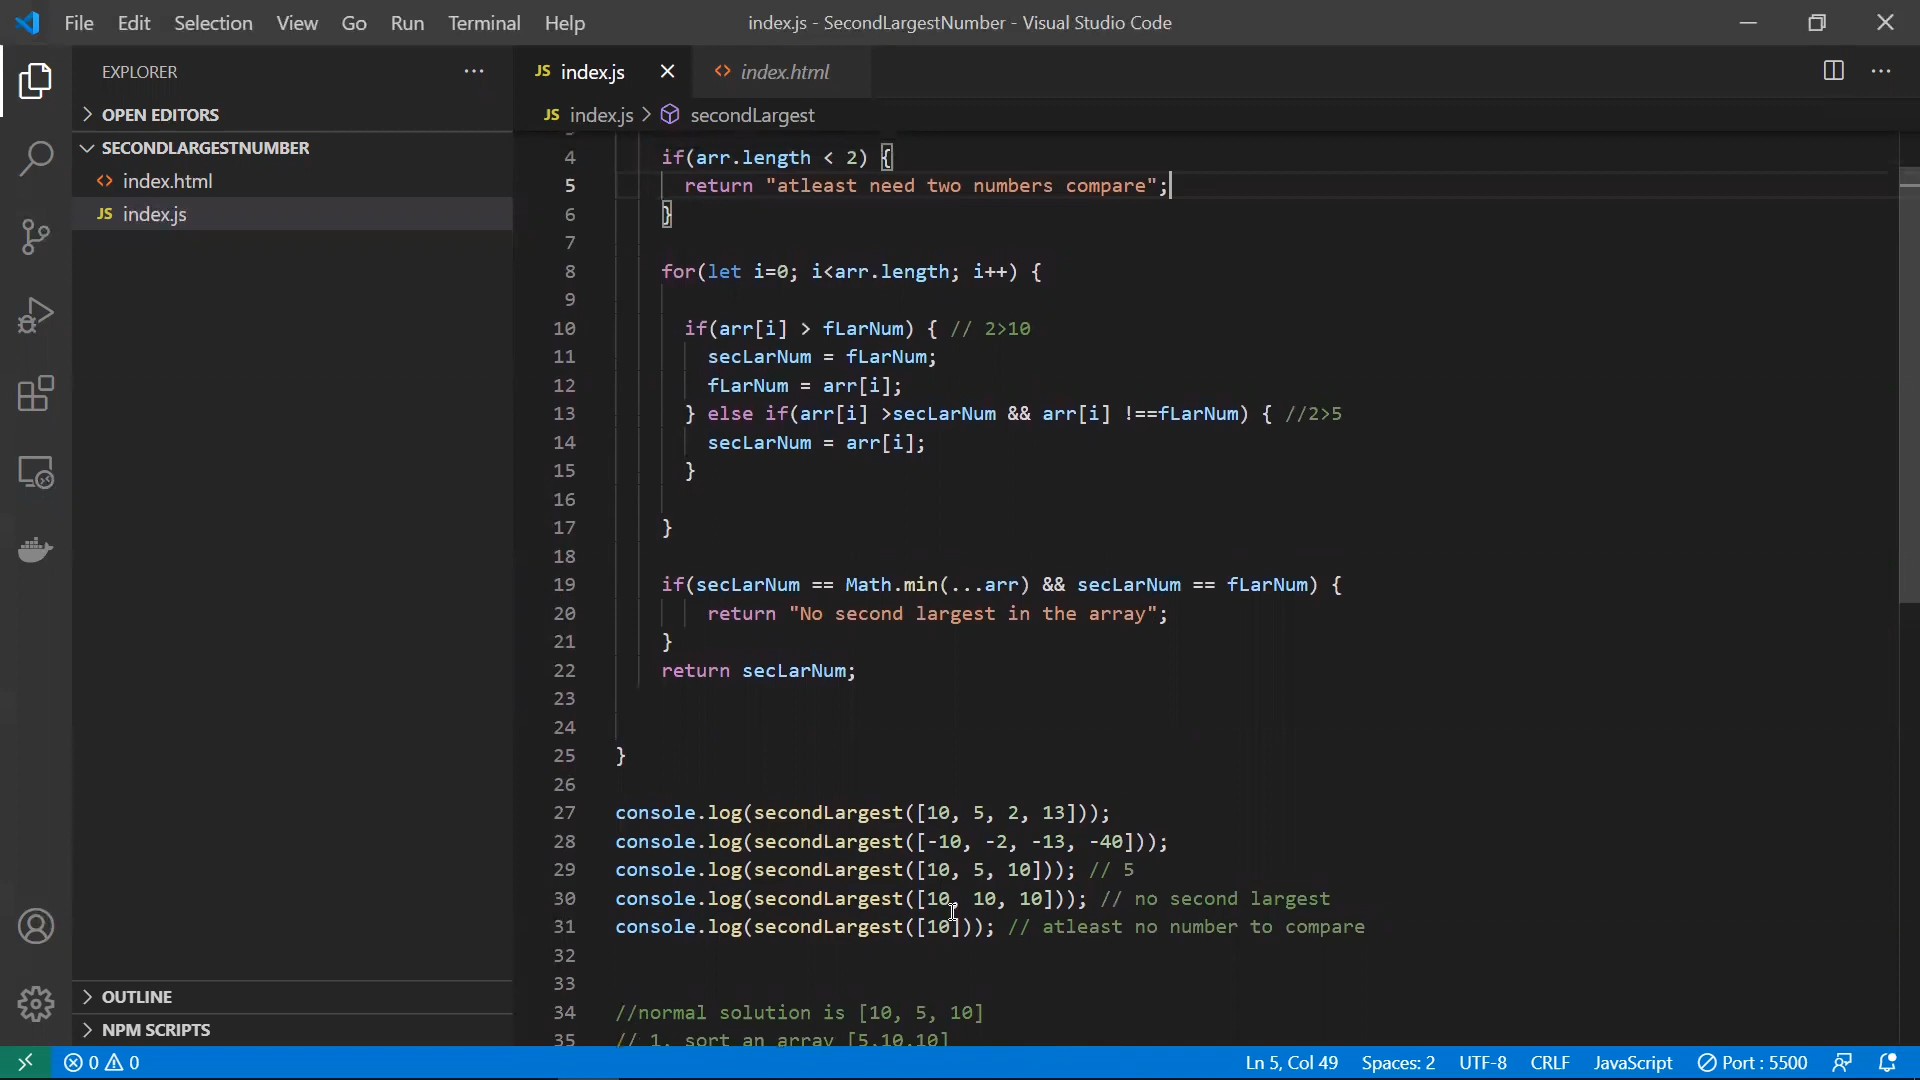 File Edit Selection View Go Run Terminal Help
index.js - SecondLargestNumber - Visual Studio Code
EXPLORER
OPEN EDITORS
SECONDLARGESTNUMBER
index.html
JS index.js
JS index.js
index.html
JS index.js > secondLargest
4 if(arr.length < 2) {
5 return "atleast need two numbers compare";
6 }
7
8 for(let i=0; i<arr.length; i++) {
9
10 if(arr[i] > fLarNum) { // 2>10
11 secLarNum = fLarNum;
12 fLarNum = arr[i];
13 } else if(arr[i] >secLarNum && arr[i] !==fLarNum) { //2>5
14 secLarNum = arr[i];
15 }
16
17 }
18
19 if(secLarNum == Math.min(...arr) && secLarNum == fLarNum) {
20 return "No second largest in the array";
21 }
22 return secLarNum;
23
24
25 }
26
27 console.log(secondLargest([10, 5, 2, 13]));
28 console.log(secondLargest([-10, -2, -13, -40]));
29 console.log(secondLargest([10, 5, 10])); // 5
30 console.log(secondLargest([10, 10, 10])); // no second largest
31 console.log(secondLargest([10])); // atleast no number to compare
32
33
34 //normal solution is [10, 5, 10]
35 // 1. sort an array [5,10,10]
OUTLINE
NPM SCRIPTS
0 0
Ln 5, Col 49 Spaces: 2 UTF-8 CRLF JavaScript Port : 5500